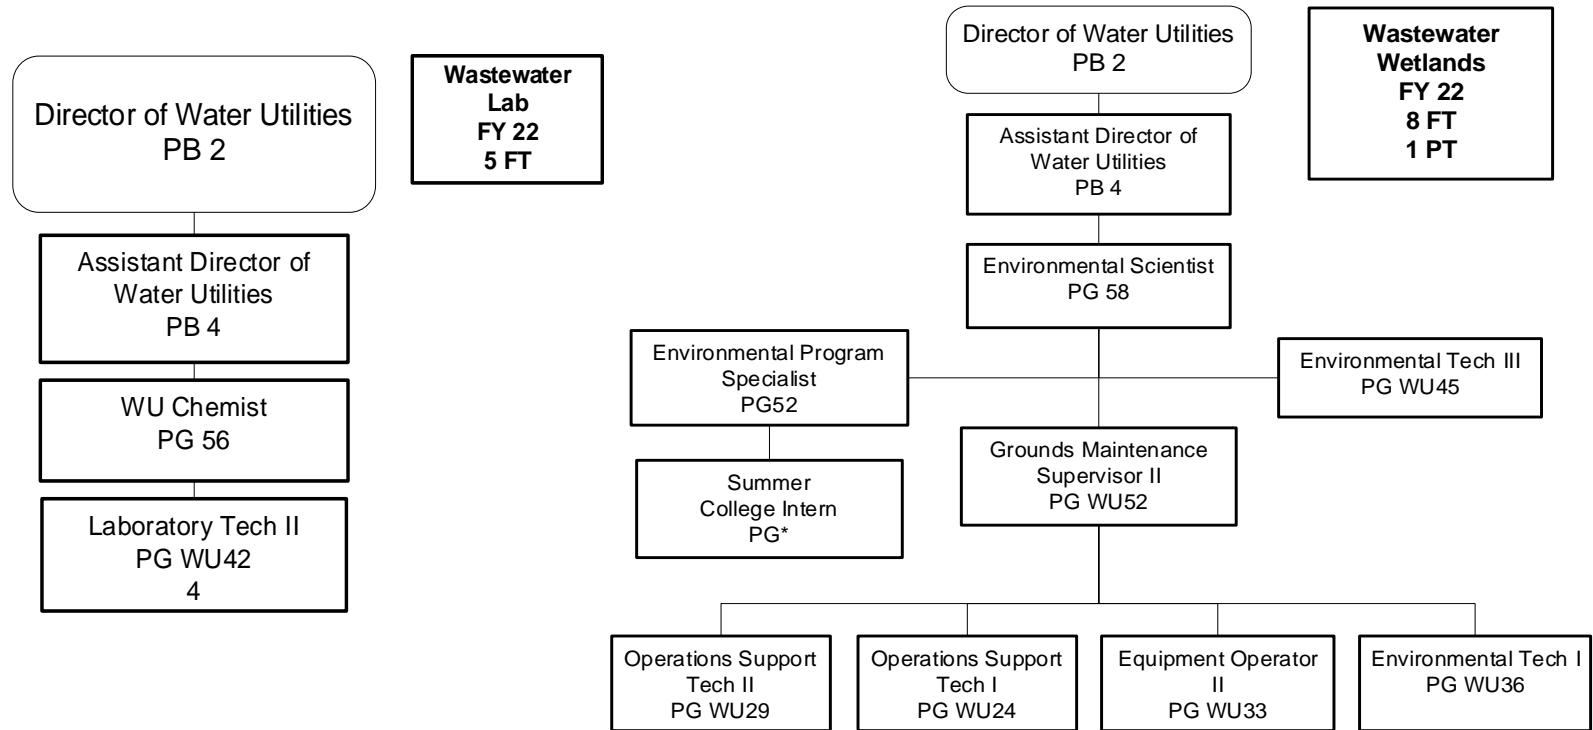 Director of Water Utilities
PB 2
Wastewater
Lab
FY 22
5 FT
Assistant Director of
Water Utilities
PB 4
WU Chemist
PG 56
Laboratory Tech II
PG WU42
4
Director of Water Utilities
PB 2
Wastewater
Wetlands
FY 22
8 FT
1 PT
Assistant Director of
Water Utilities
PB 4
Environmental Scientist
PG 58
Environmental Program
Specialist
PG52
Environmental Tech III
PG WU45
Summer
College Intern
PG*
Grounds Maintenance
Supervisor II
PG WU52
Operations Support
Tech II
PG WU29
Operations Support
Tech I
PG WU24
Equipment Operator
II
PG WU33
Environmental Tech I
PG WU36